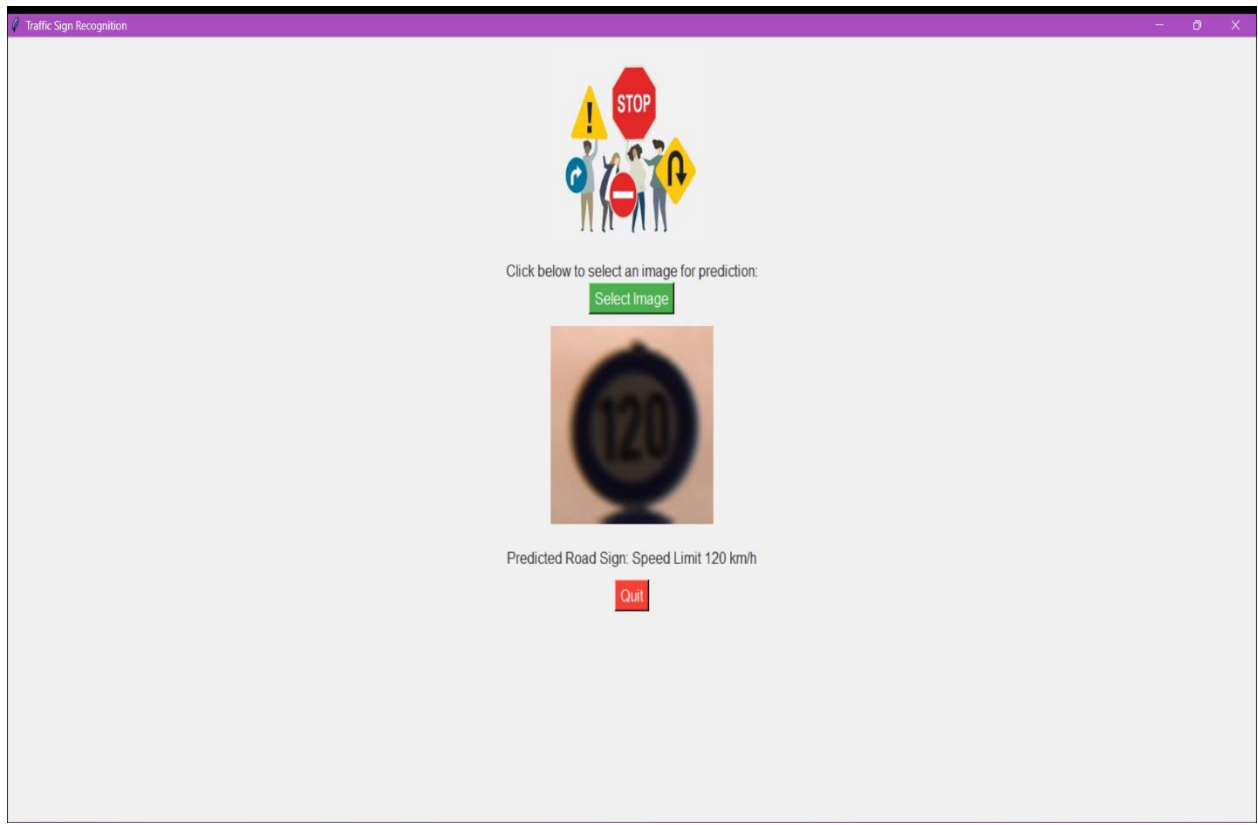 Traffic Sign Recognition
STOP
!
Click below to select an image for prediction:
Select Image
120
Predicted Road Sign: Speed Limit 120 km/h
Quit